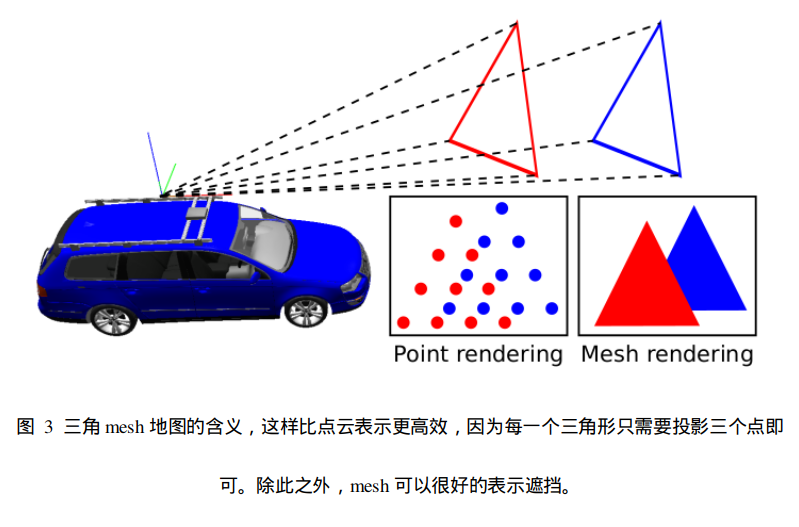 Point rendering
Mesh rendering
图 3 三角 mesh 地图的含义，这样比点云表示更高效，因为每一个三角形只需要投影三个点即
可。除此之外，mesh 可以很好的表示遮挡。